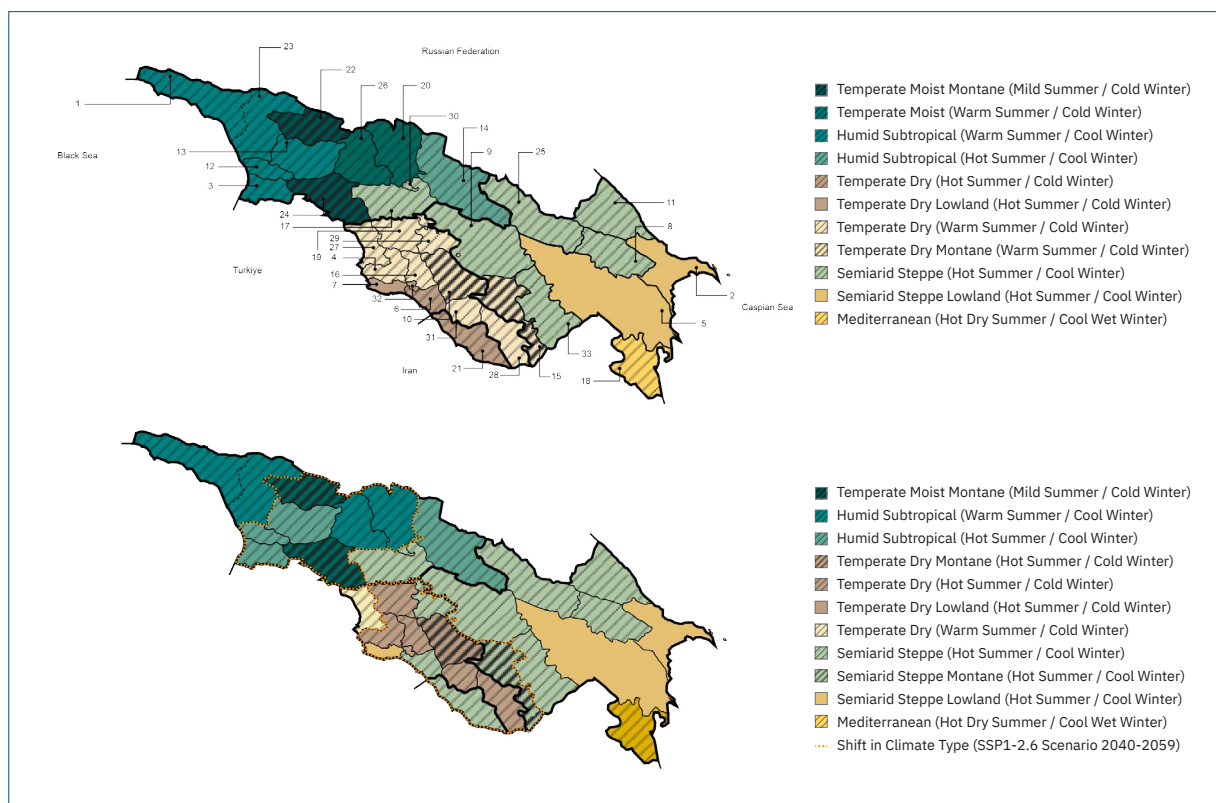 23
Russian Federation
22
26
20
1
30
14
Black Sea
13
9
25
12
3
11
24
17
8
29
27
19
4
Turkiye
16
7
2
Caspian Sea
32
6
5
10
31
33
Iran
21
28
15
18
Temperate Moist Montane (Mild Summer / Cold Winter)
Temperate Moist (Warm Summer / Cold Winter)
Humid Subtropical (Warm Summer / Cool Winter)
Humid Subtropical (Hot Summer / Cool Winter)
Temperate Dry (Hot Summer / Cold Winter)
Temperate Dry Lowland (Hot Summer / Cold Winter)
Temperate Dry (Warm Summer / Cold Winter)
Temperate Dry Montane (Warm Summer / Cold Winter)
Semiarid Steppe (Hot Summer / Cool Winter)
Semiarid Steppe Lowland (Hot Summer / Cool Winter)
Mediterranean (Hot Dry Summer / Cool Wet Winter)
Temperate Moist Montane (Mild Summer / Cold Winter)
Humid Subtropical (Warm Summer / Cool Winter)
Humid Subtropical (Hot Summer / Cool Winter)
Temperate Dry Montane (Hot Summer / Cold Winter)
Temperate Dry (Hot Summer / Cold Winter)
Temperate Dry Lowland (Hot Summer / Cold Winter)
Temperate Dry (Warm Summer / Cold Winter)
Semiarid Steppe (Hot Summer / Cool Winter)
Semiarid Steppe Montane (Hot Summer / Cool Winter)
Semiarid Steppe Lowland (Hot Summer / Cool Winter)
Mediterranean (Hot Dry Summer / Cool Wet Winter)
Shift in Climate Type (SSP1-2.6 Scenario 2040-2059)